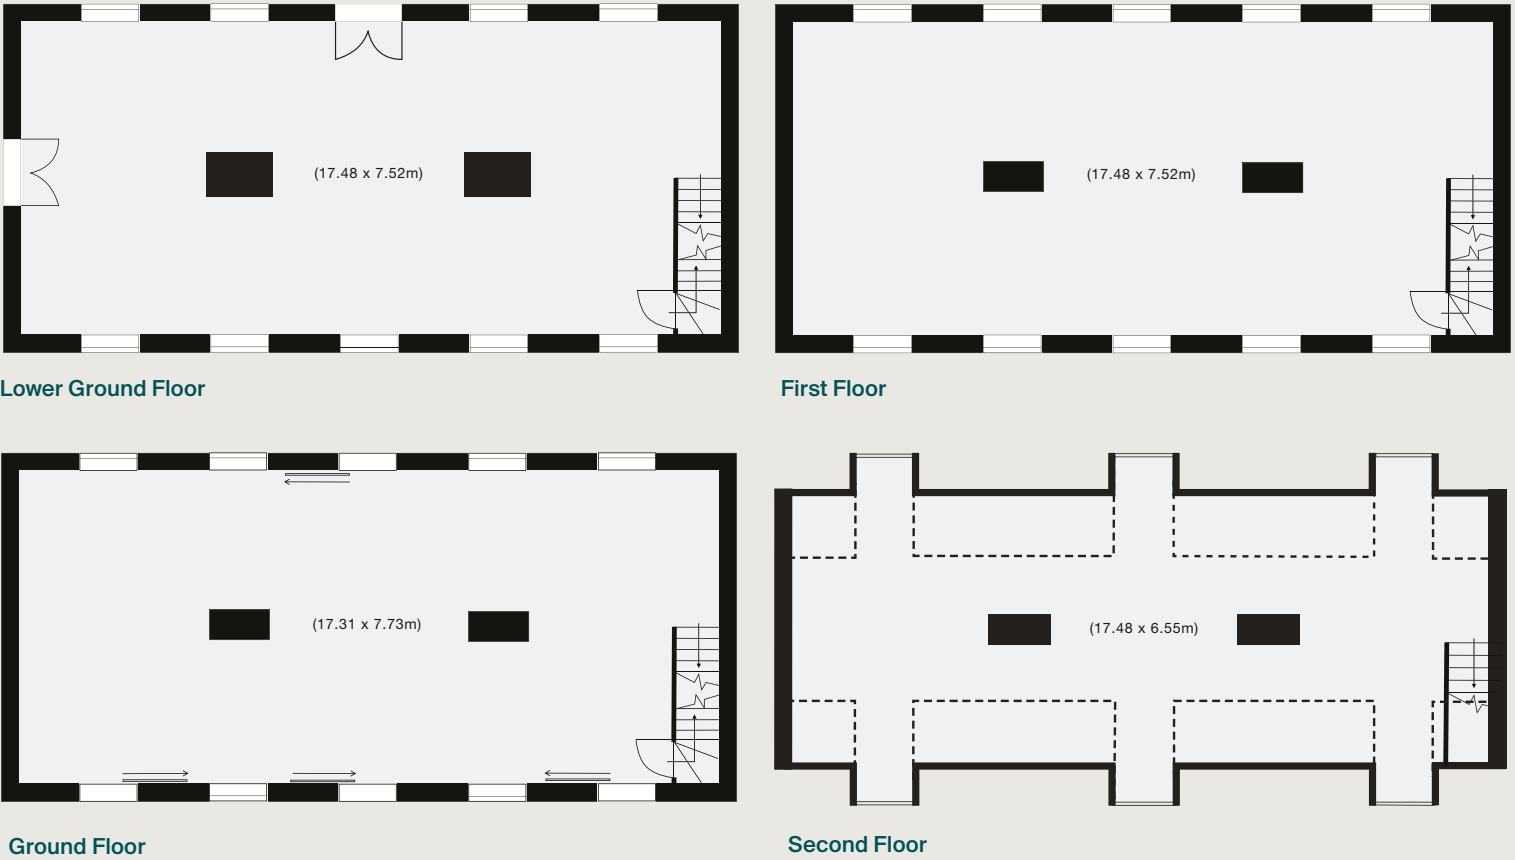 (17.48 x 7.52m)
Lower Ground Floor
(17.48 x 7.52m)
First Floor
(17.31 x 7.73m)
Ground Floor
(17.48 x 6.55m)
Second Floor